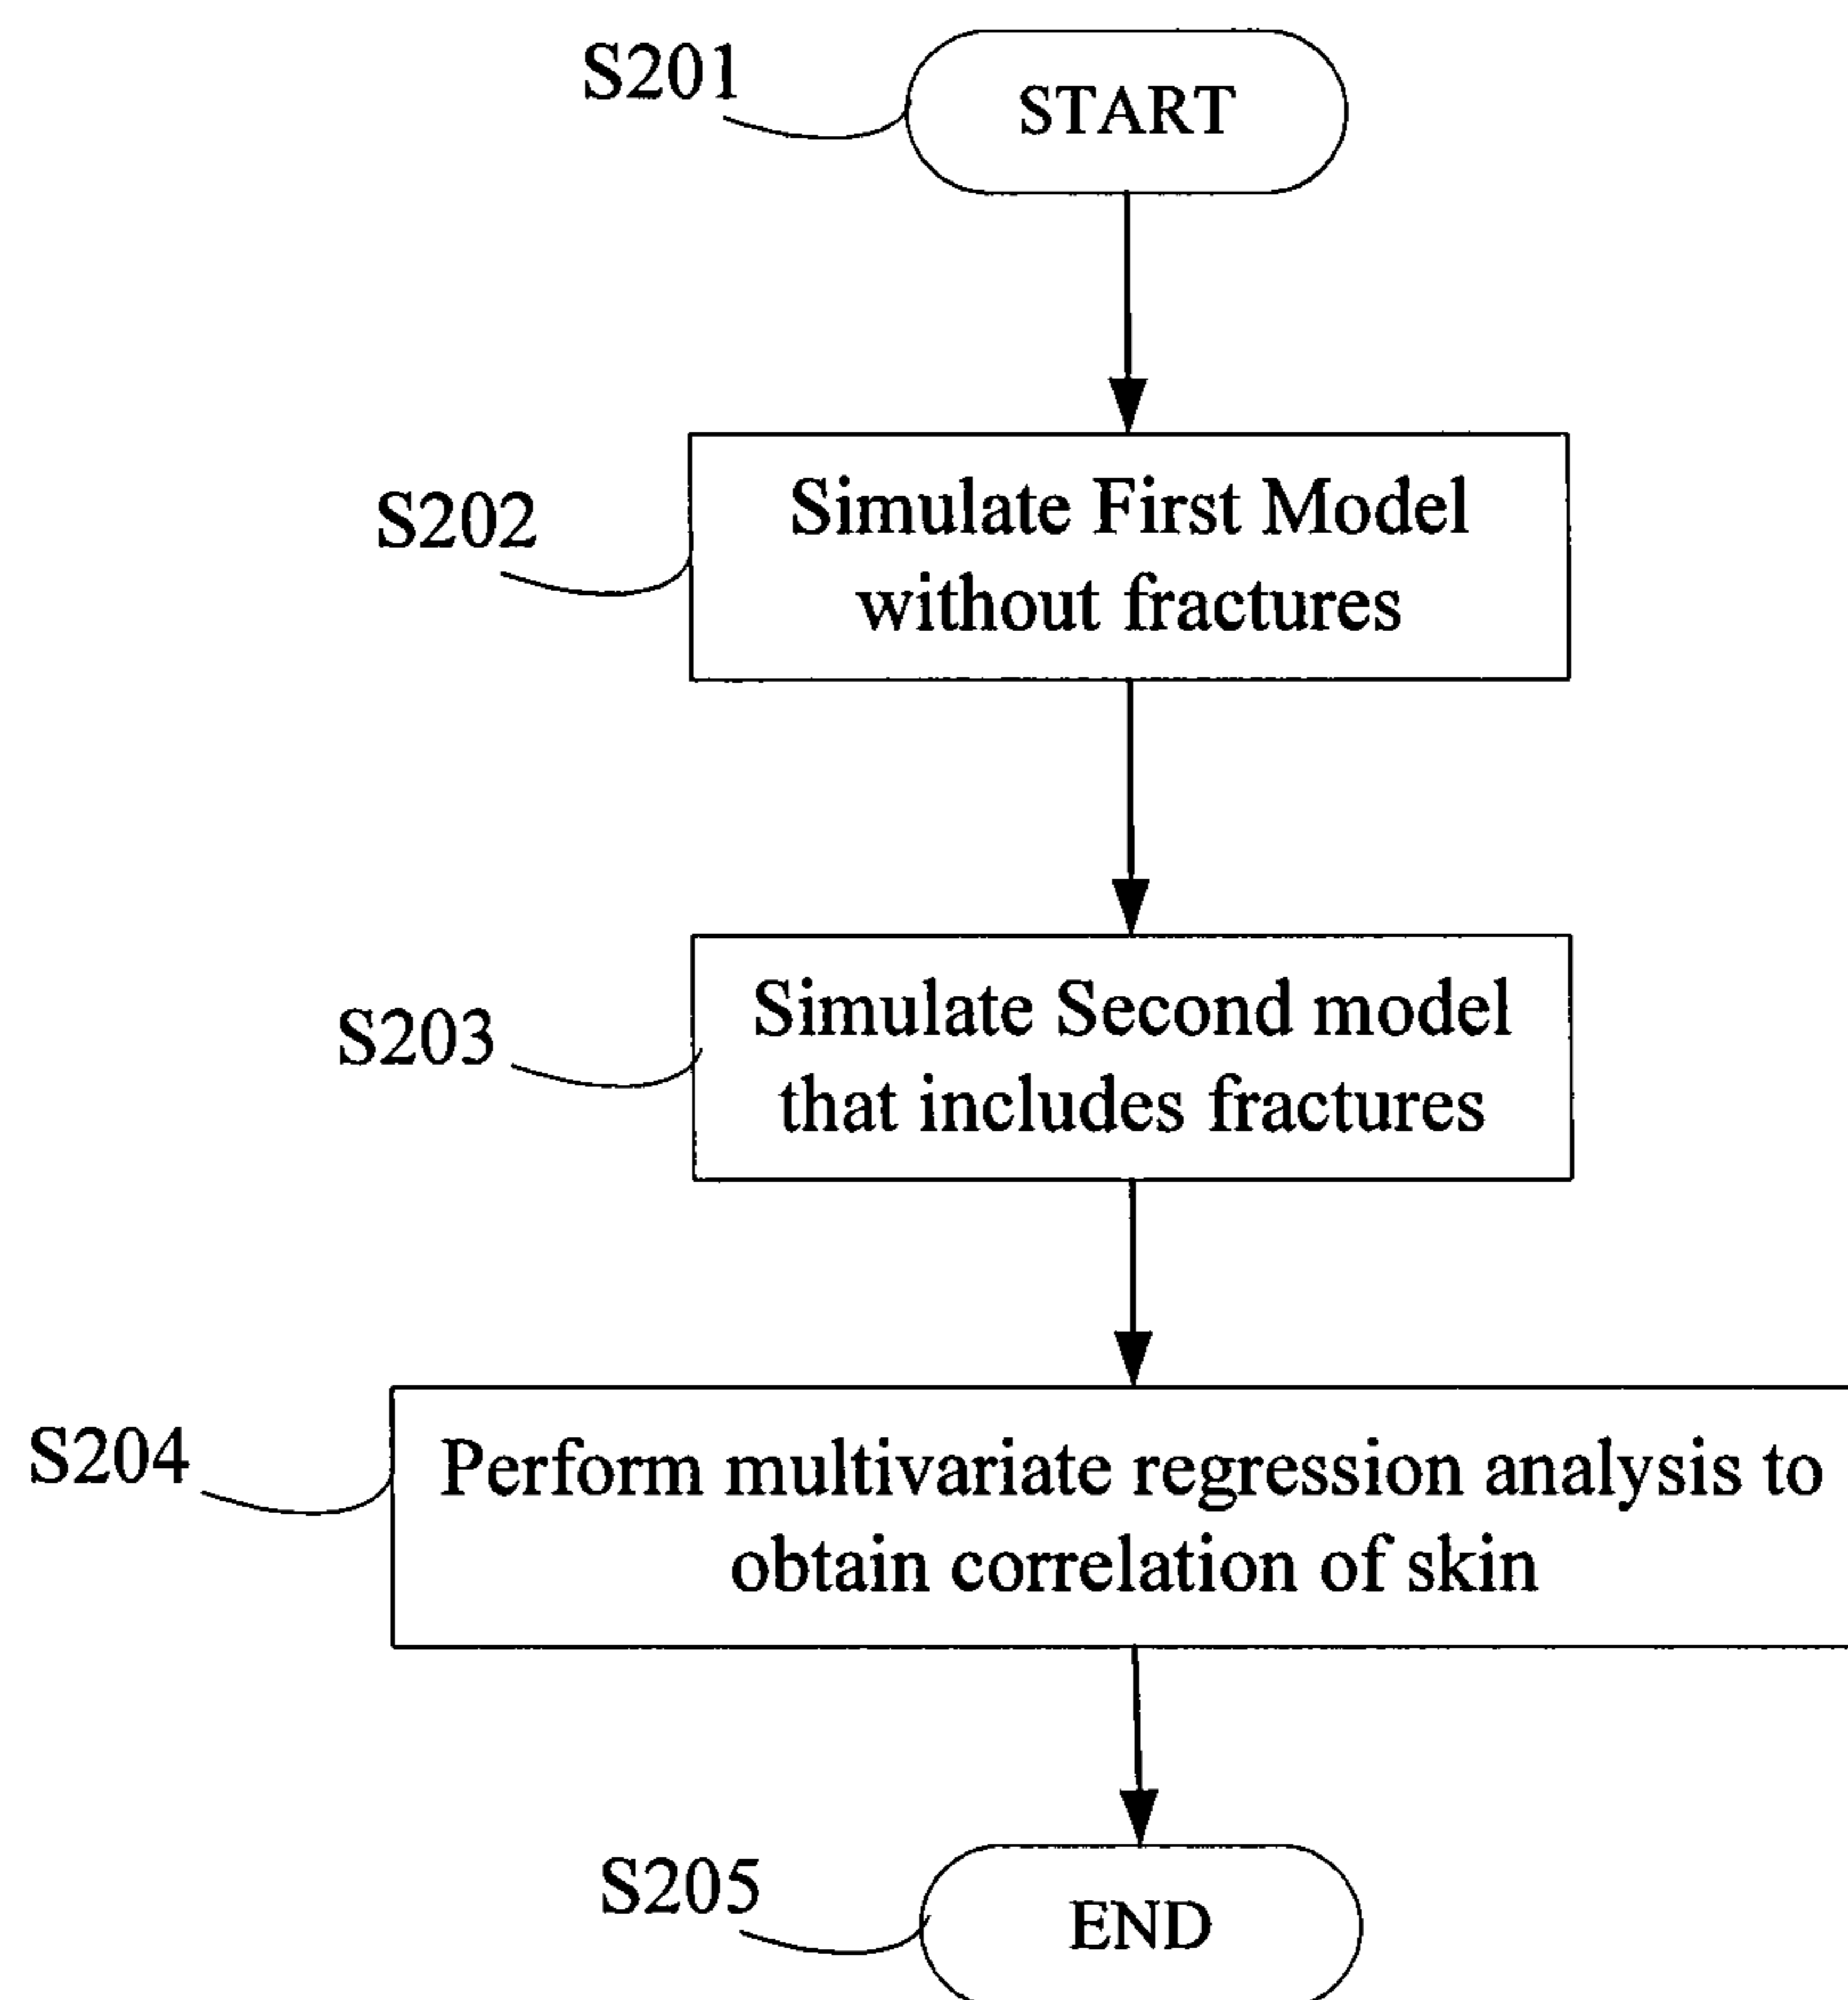 S201
START
S202
Simulate First Model
without fractures
S203
Simulate Second model
that includes fractures
S204
Perform multivariate regression analysis to
obtain correlation of skin
S205
END